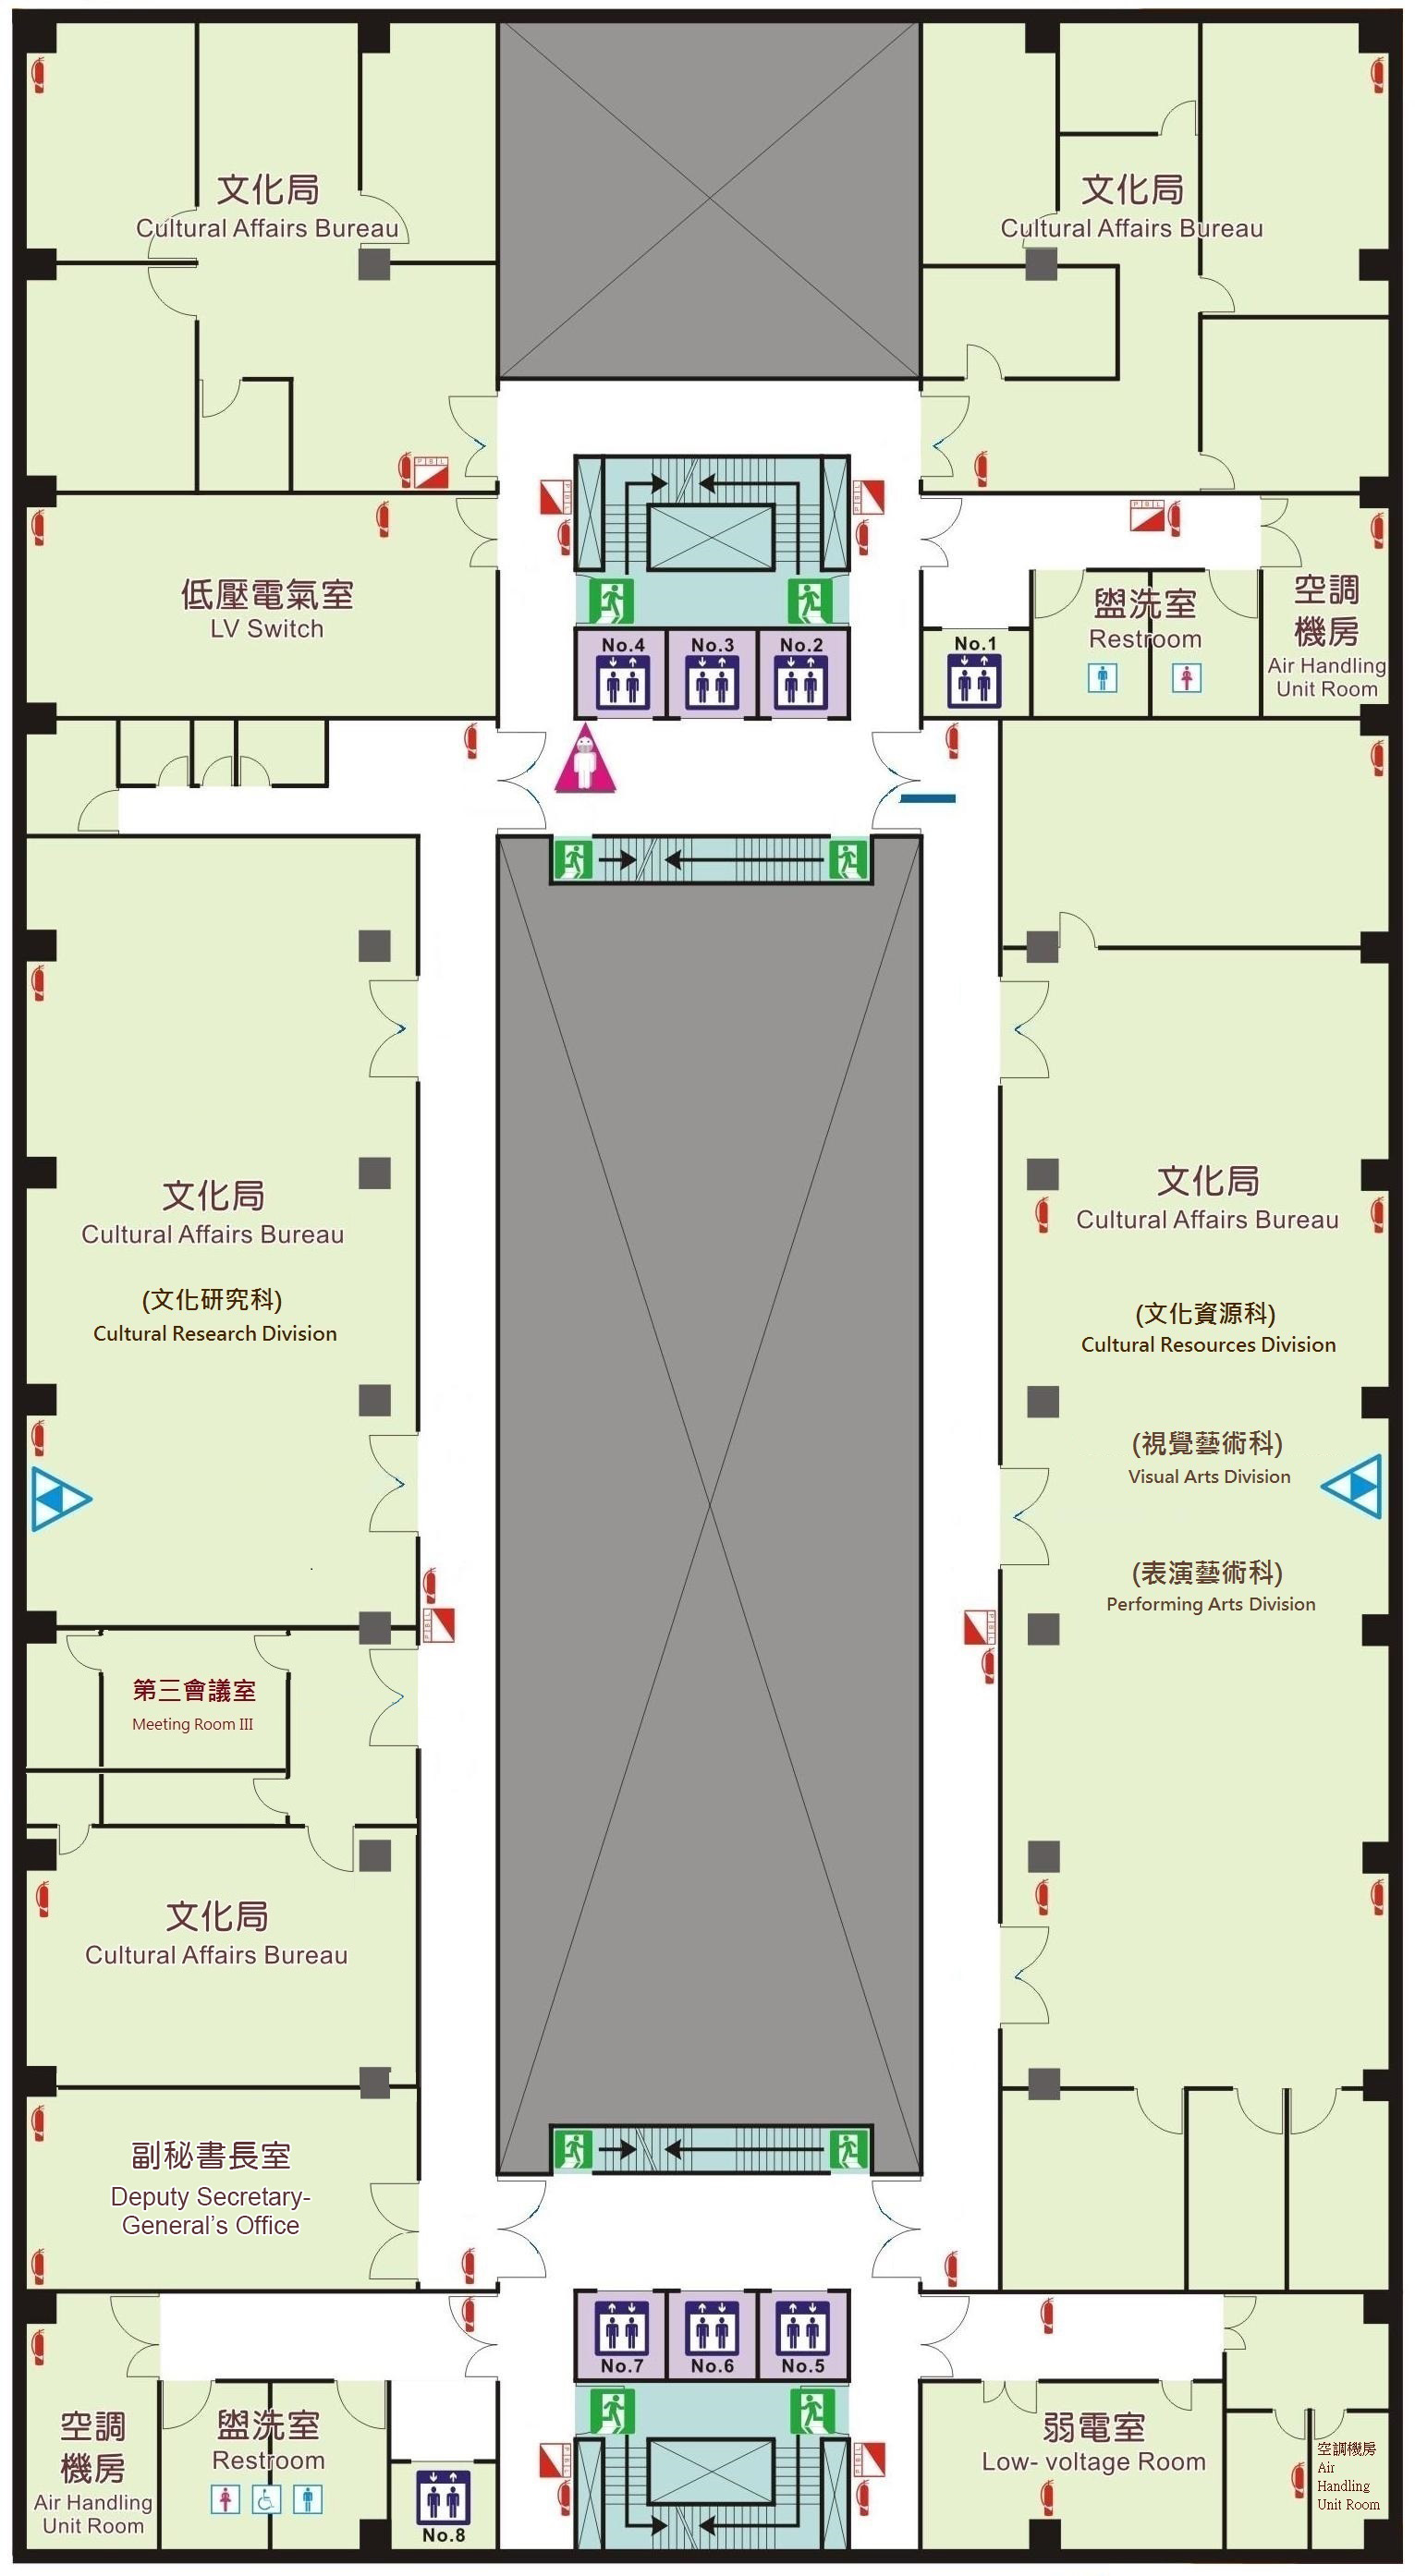 文化局
Cultural Affairs Bureau
文化局
Cultural Affairs Bureau
P B L
P B L
P B L
P B L
低壓電氣室
LV Switch
盥洗室
Restroom
空調
機房
Air Handling
Unit Room
No.4
No.3
No.2
No.1
文化局
Cultural Affairs Bureau
(文化研究科)
Cultural Research Division
文化局
Cultural Affairs Bureau
(文化資源科)
Cultural Resources Division
(視覺藝術科)
Visual Arts Division
(表演藝術科)
Performing Arts Division
P B L
P B L
第三會議室
Meeting Room III
文化局
Cultural Affairs Bureau
副秘書長室
Deputy Secretary-
General's Office
No.7
No.6
No.5
空調
機房
Air Handling
Unit Room
盥洗室
Restroom
No.8
P B L
P B L
弱電室
Low- voltage Room
空調機房
Air
Handling
Unit Room